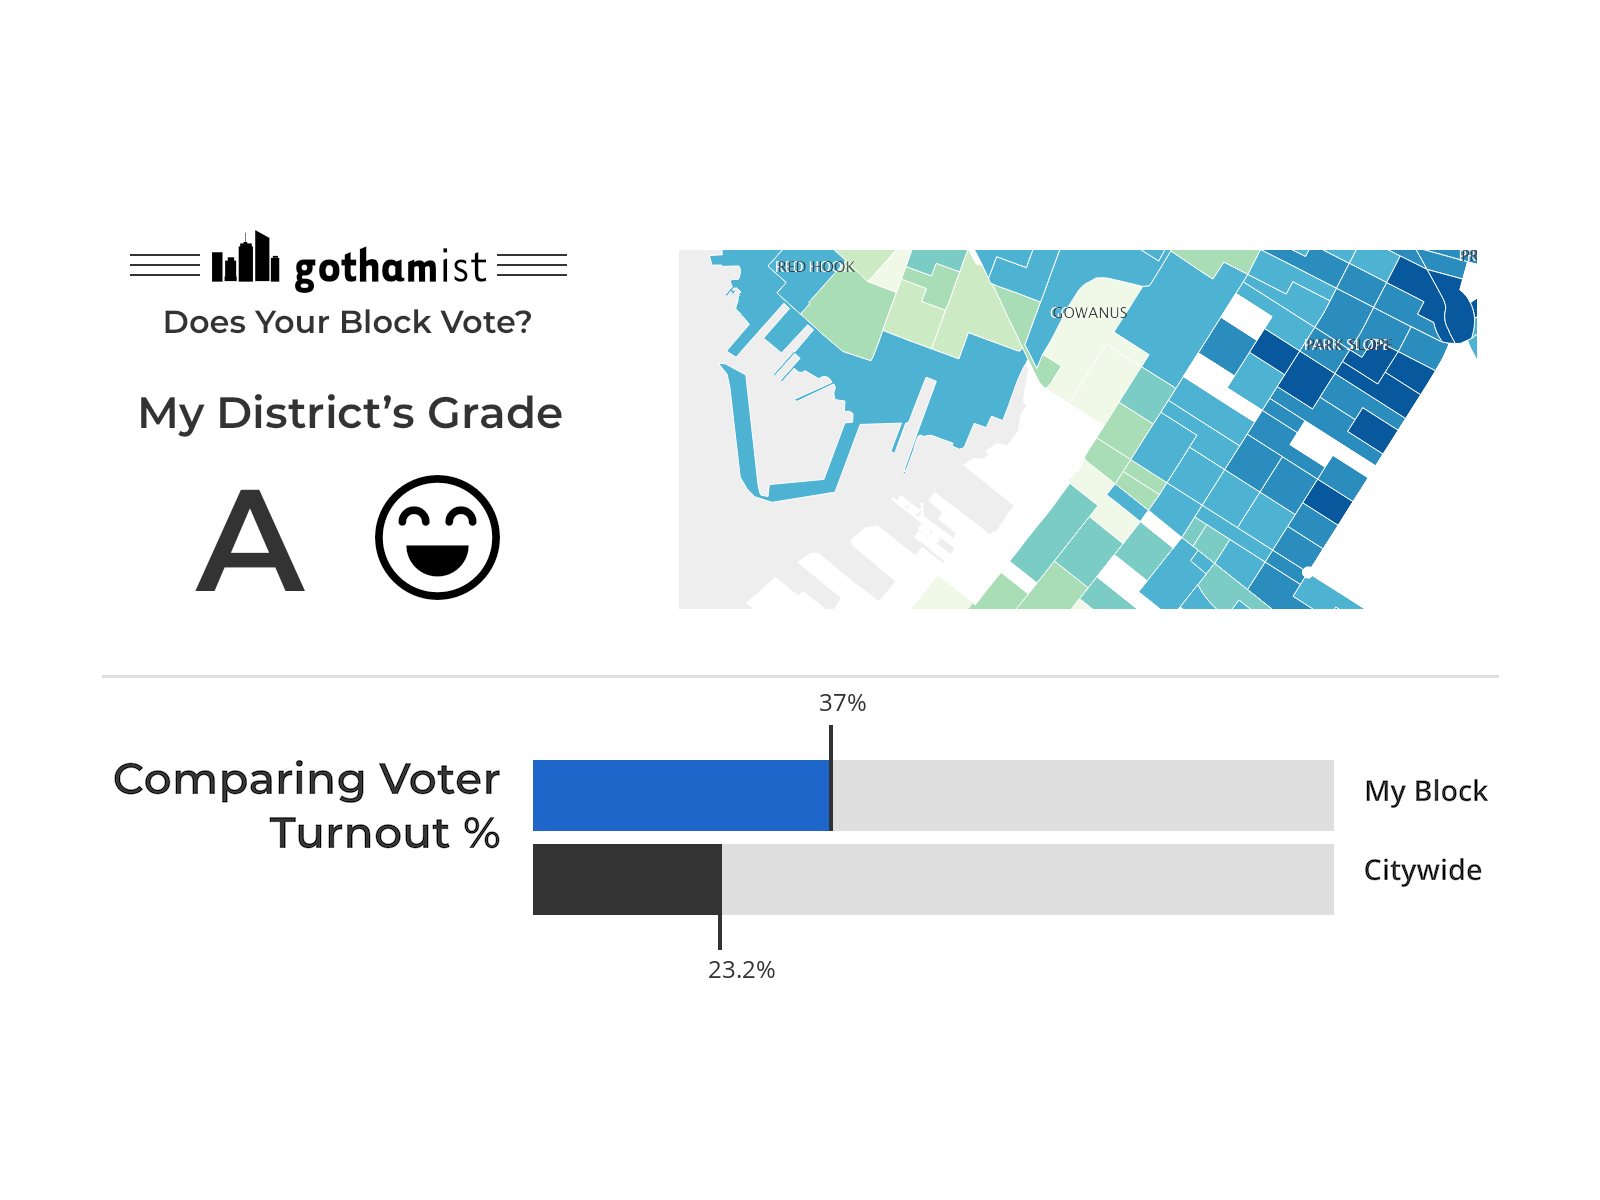 gothamist
Does Your Block Vote?
My District’s Grade
A
RED HOOK
GOWANUS
PARK SLOPE
37%
Comparing Voter
Turnout %
My Block
Citywide
23.2%